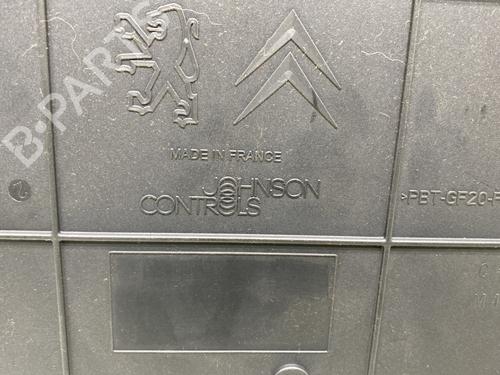 B-PARTS
MADE IN FRANCE
JOHNSON
CONTROLS
>PBT-GF20-